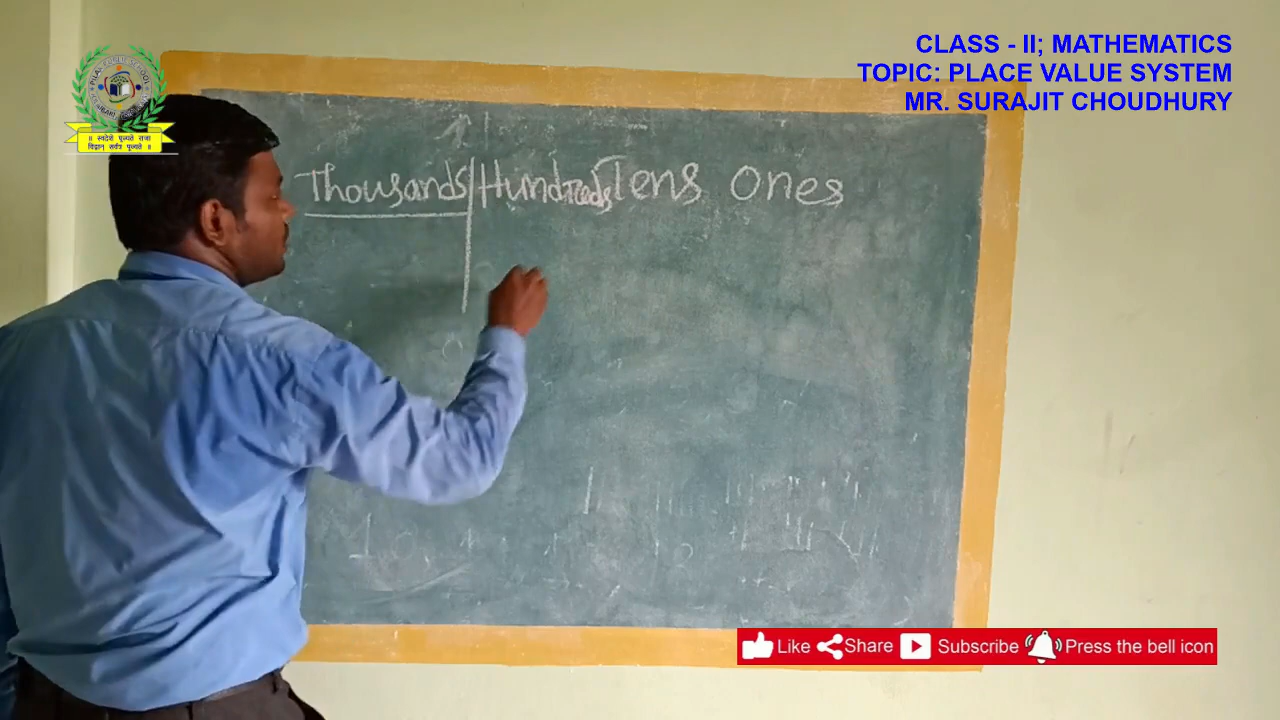 CLASS - II; MATHEMATICS
TOPIC: PLACE VALUE SYSTEM
MR. SURAJIT CHOUDHURY
Thousands Hundreds Tens Ones
Like Share Subscribe Press the bell icon